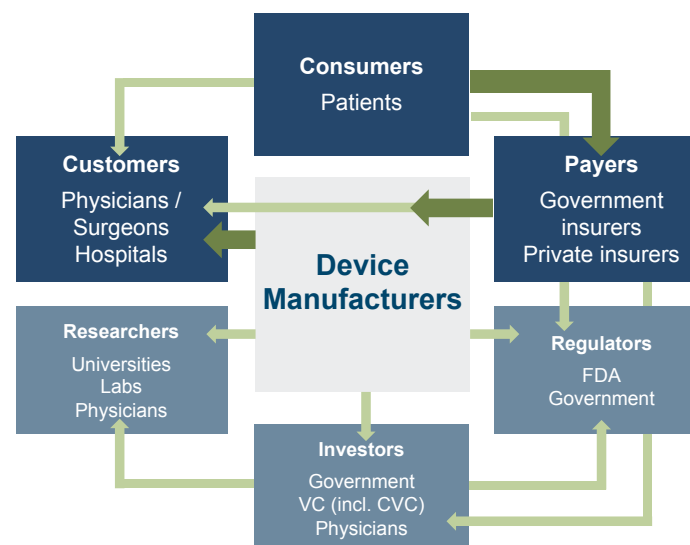 Consumers
Patients
Customers
Physicians /
Surgeons
Hospitals
Payers
Government
insurers
Private insurers
Device
Manufacturers
Researchers
Universities
Labs
Physicians
Regulators
FDA
Government
Investors
Government
VC (incl. CVC)
Physicians